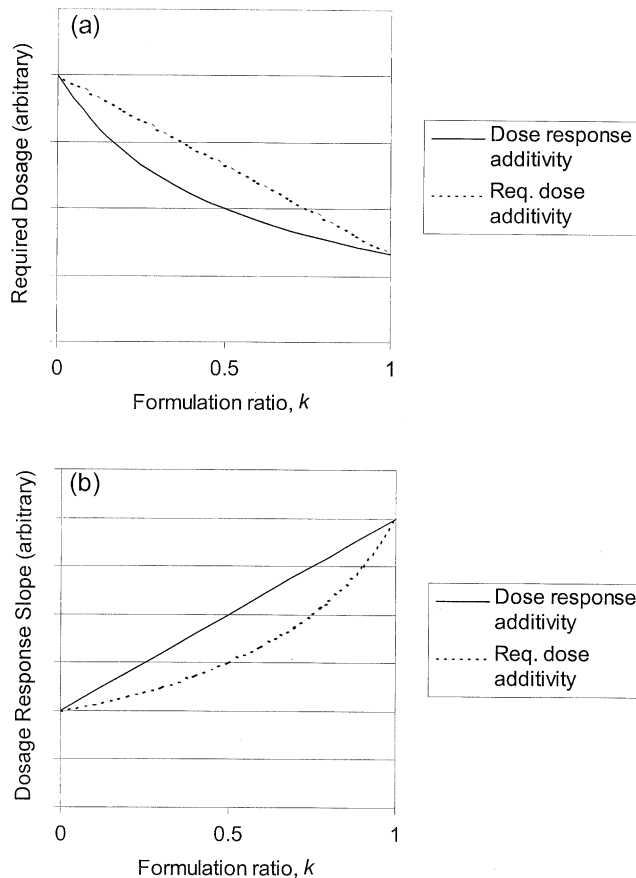 (a)
Required Dosage (arbitrary)
0
0.5
1
Formulation ratio, k
Dose response
additivity
Req. dose
additivity
(b)
Dosage Response Slope (arbitrary)
0
0.5
1
Formulation ratio, k
Dose response
additivity
Req. dose
additivity